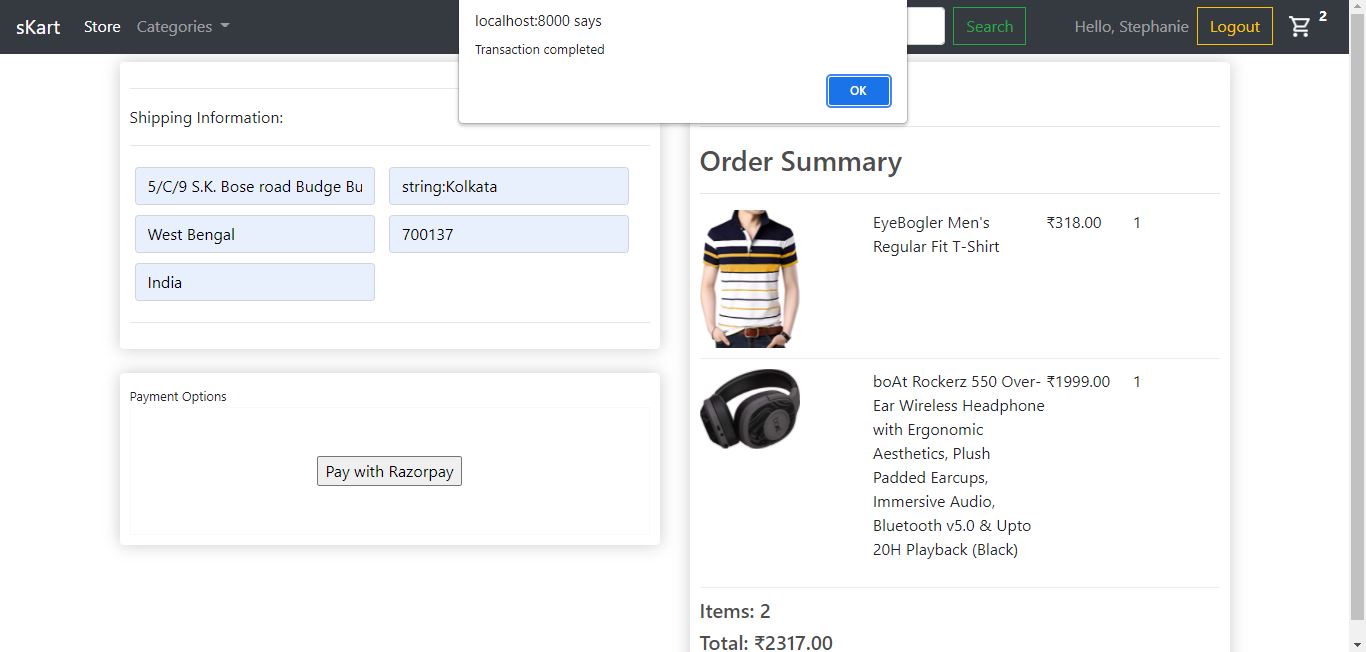 sKart Store Categories Search Hello, Stephanie Logout 2
localhost:8000 says
Transaction completed
OK
Shipping Information:
5/C/9 S.K. Bose road Budge Bu string:Kolkata
West Bengal 700137
India
Payment Options
Pay with Razorpay
Order Summary
EyeBogler Men's ₹318.00 1
Regular Fit T-Shirt
boAt Rockerz 550 Over- ₹1999.00 1
Ear Wireless Headphone
with Ergonomic
Aesthetics, Plush
Padded Earcups,
Immersive Audio,
Bluetooth v5.0 & Upto
20H Playback (Black)
Items: 2
Total: ₹2317.00